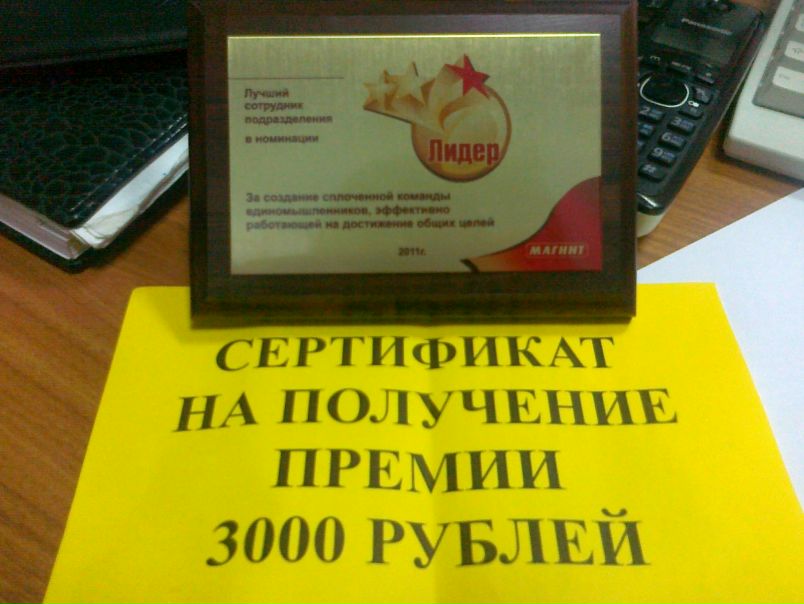 Лучший
сотрудник
подразделения
в номинации
Лидер
За создание сплоченной команды
единомышленников, эффективно
работающей на достижение общих целей
2011г.
МАГНИТ
Panasonic
СЕРТИФИКАТ
НА ПОЛУЧЕНИЕ
ПРЕМИИ
3000 РУБЛЕЙ